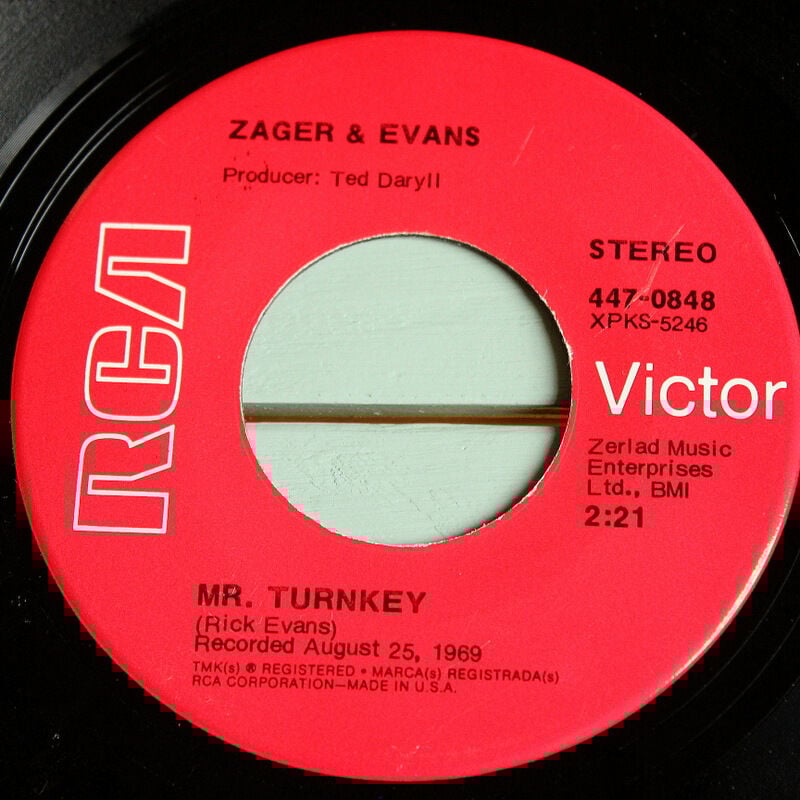 ZAGER & EVANS
Producer: Ted Daryll
RCA
STEREO
447-0848
XPKS-5246
Victor
Zerlad Music
Enterprises
Ltd., BMI
2:21
MR. TURNKEY
(Rick Evans)
Recorded August 25, 1969
TMK(s) ® REGISTERED • MARCA(s) REGISTRADA(s)
RCA CORPORATION—MADE IN U.S.A.